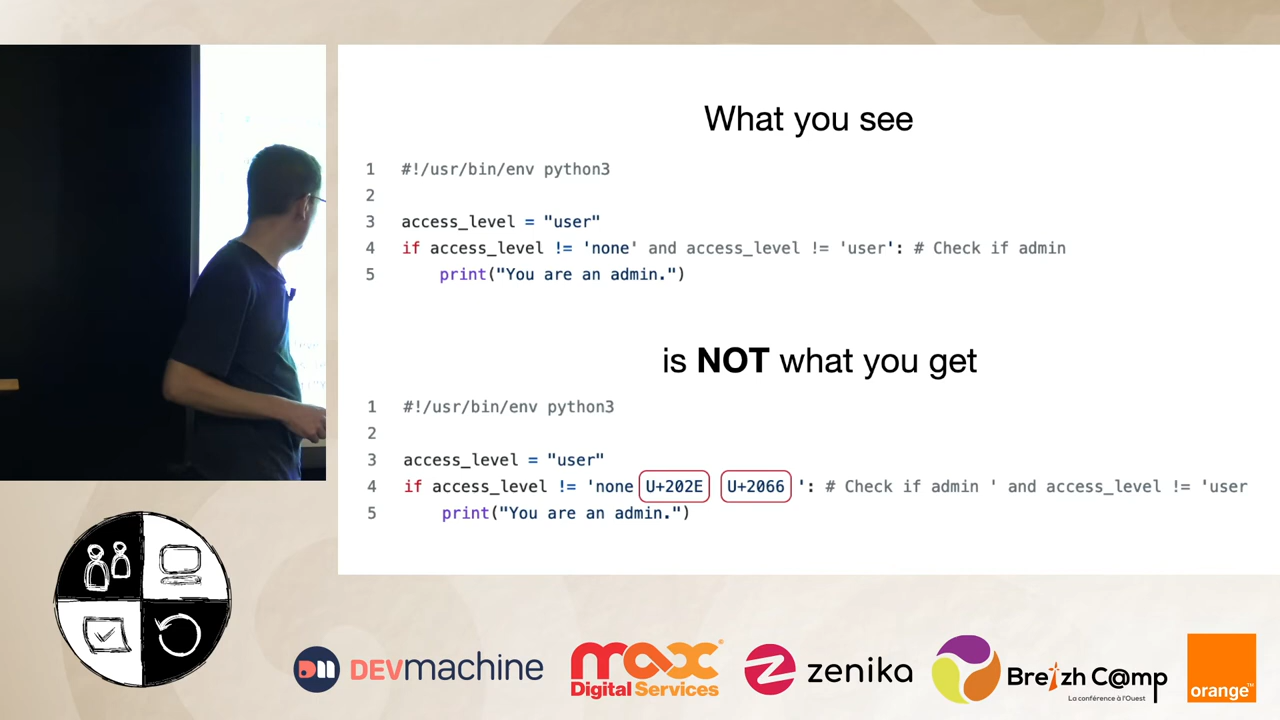 What you see
1 #!/usr/bin/env python3
2
3 access_level = "user"
4 if access_level != 'none' and access_level != 'user': # Check if admin
5 print("You are an admin.")
is NOT what you get
1 #!/usr/bin/env python3
2
3 access_level = "user"
4 if access_level != 'none U+202E U+2066 ': # Check if admin ' and access_level != 'user
5 print("You are an admin.")
DEVmachine
max
Digital Services
zenika
Breizh C@mp
La conférence à l'Ouest
orange™